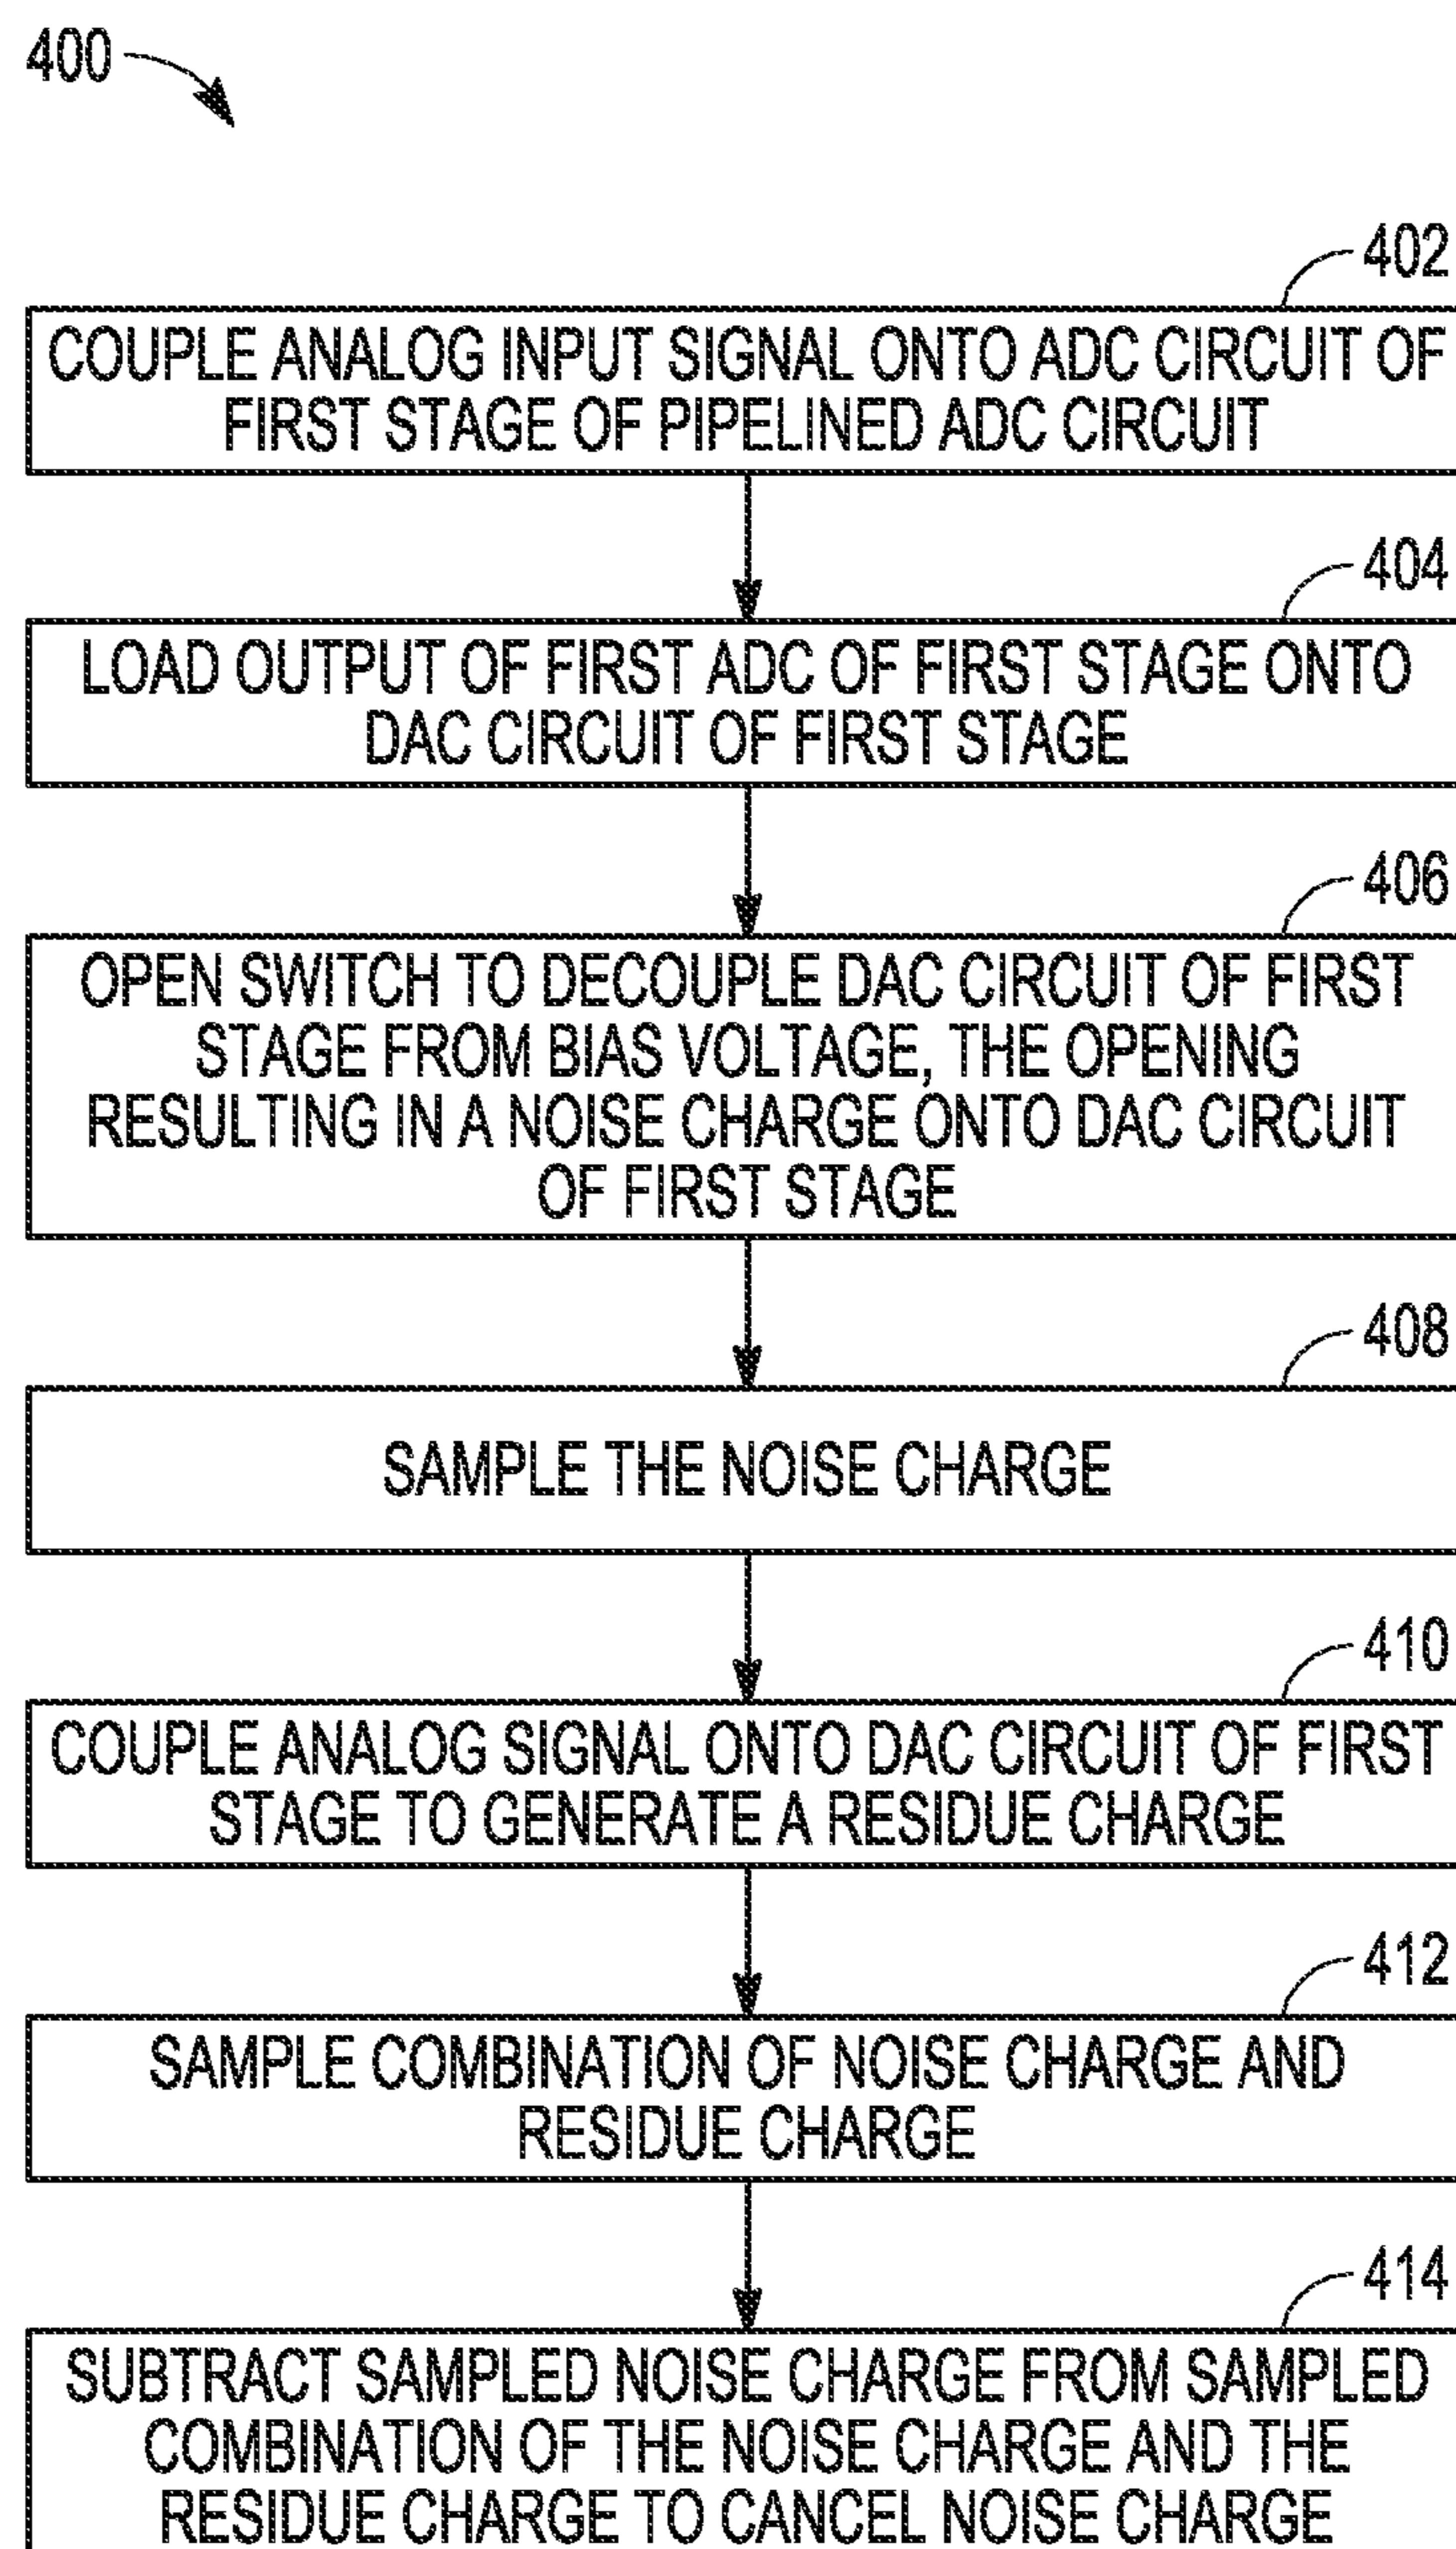 400
402
COUPLE ANALOG INPUT SIGNAL ONTO ADC CIRCUIT OF
FIRST STAGE OF PIPELINED ADC CIRCUIT
404
LOAD OUTPUT OF FIRST ADC OF FIRST STAGE ONTO
DAC CIRCUIT OF FIRST STAGE
406
OPEN SWITCH TO DECOUPLE DAC CIRCUIT OF FIRST
STAGE FROM BIAS VOLTAGE, THE OPENING
RESULTING IN A NOISE CHARGE ONTO DAC CIRCUIT
OF FIRST STAGE
408
SAMPLE THE NOISE CHARGE
410
COUPLE ANALOG SIGNAL ONTO DAC CIRCUIT OF FIRST
STAGE TO GENERATE A RESIDUE CHARGE
412
SAMPLE COMBINATION OF NOISE CHARGE AND
RESIDUE CHARGE
414
SUBTRACT SAMPLED NOISE CHARGE FROM SAMPLED
COMBINATION OF THE NOISE CHARGE AND THE
RESIDUE CHARGE TO CANCEL NOISE CHARGE